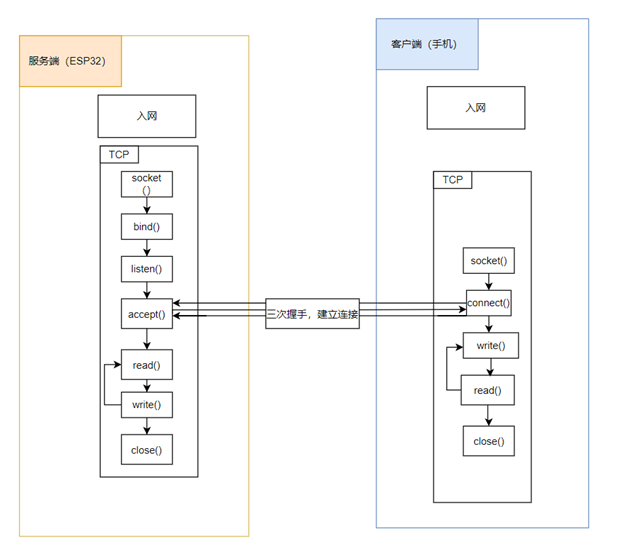 服务端（ESP32）
入网
TCP
socket
（）
bind()
listen()
accept()
read()
write()
close()
三次握手，建立连接
客户端（手机）
入网
TCP
socket()
connect()
write()
read()
close()